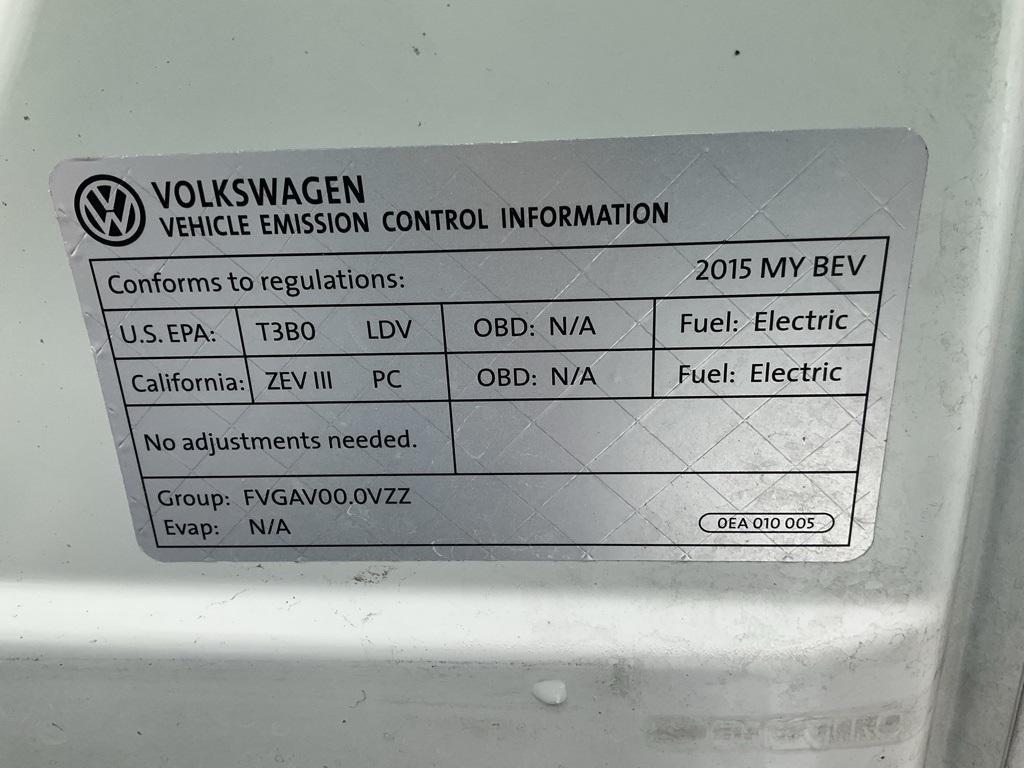 VOLKSWAGEN
VEHICLE EMISSION CONTROL INFORMATION
Conforms to regulations: 2015 MY BEV
U.S. EPA: T3B0 LDV OBD: N/A Fuel: Electric
California: ZEV III PC OBD: N/A Fuel: Electric
No adjustments needed.
Group: FVGAV00.0VZZ
Evap: N/A 0EA 010 005